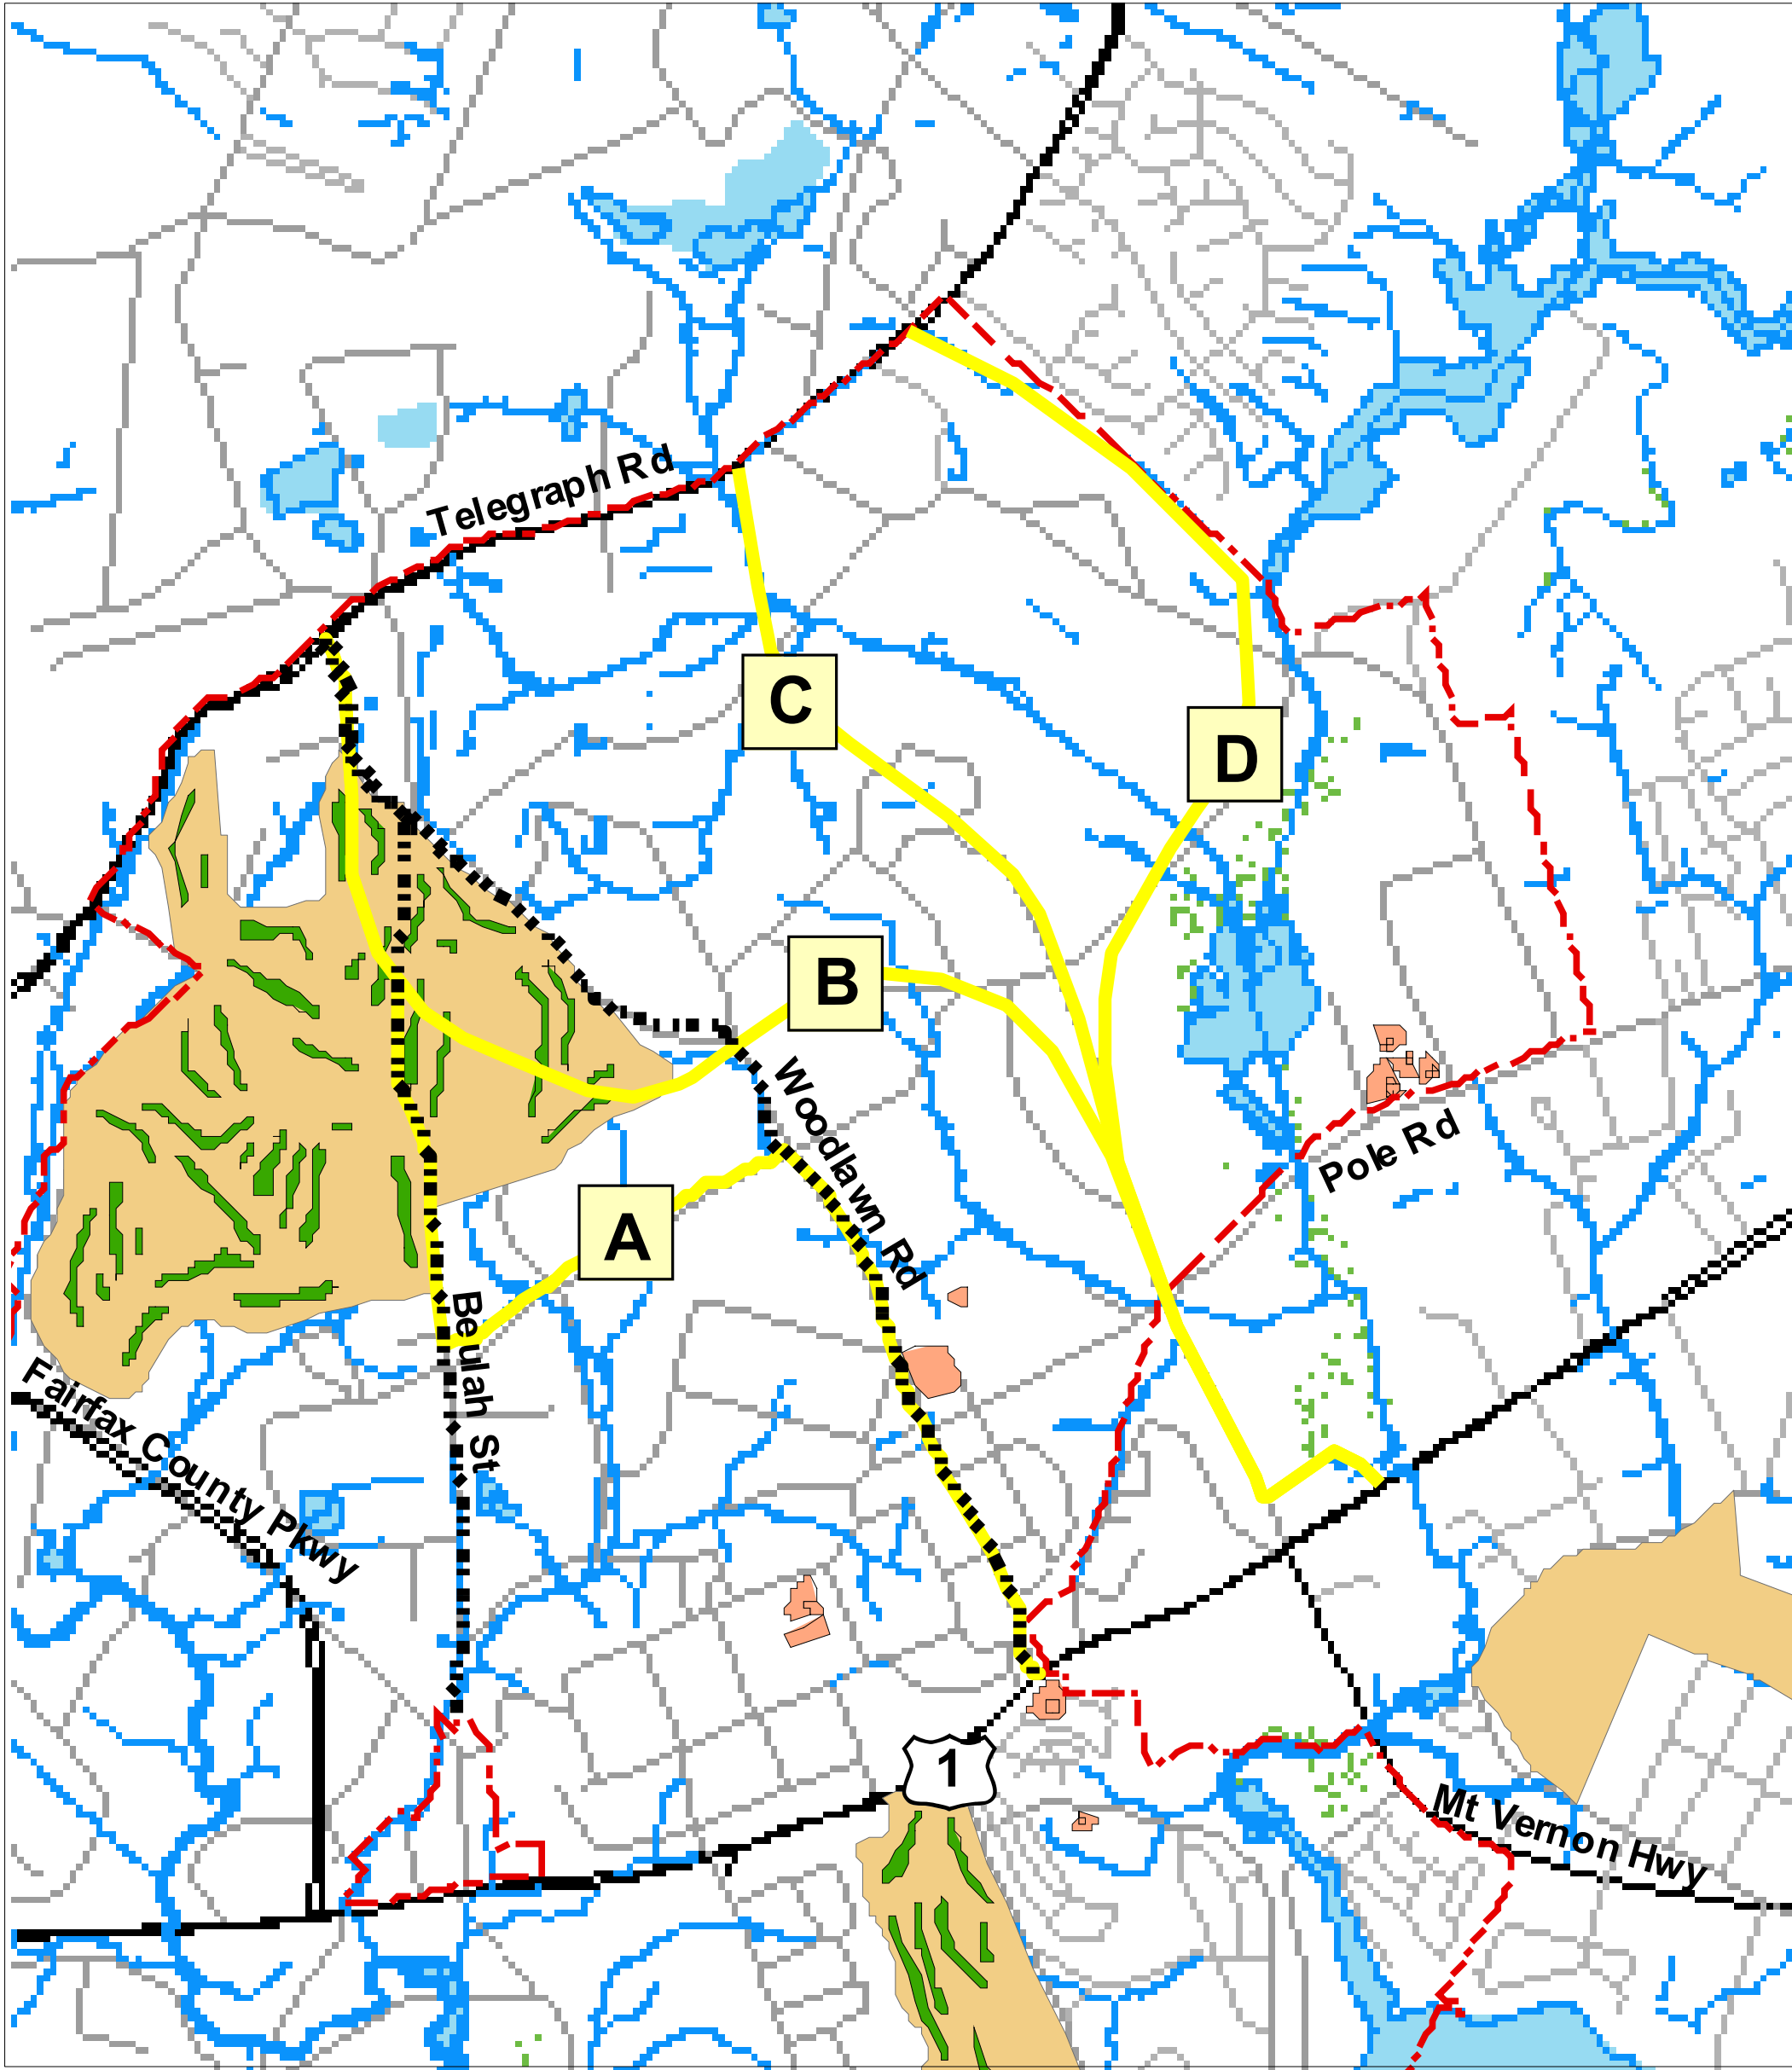 Telegraph Rd
C
D
B
Woodlawn Rd
Pole Rd
A
Beulah St
Fairfax County Pkwy
1
Mt Vernon Hwy